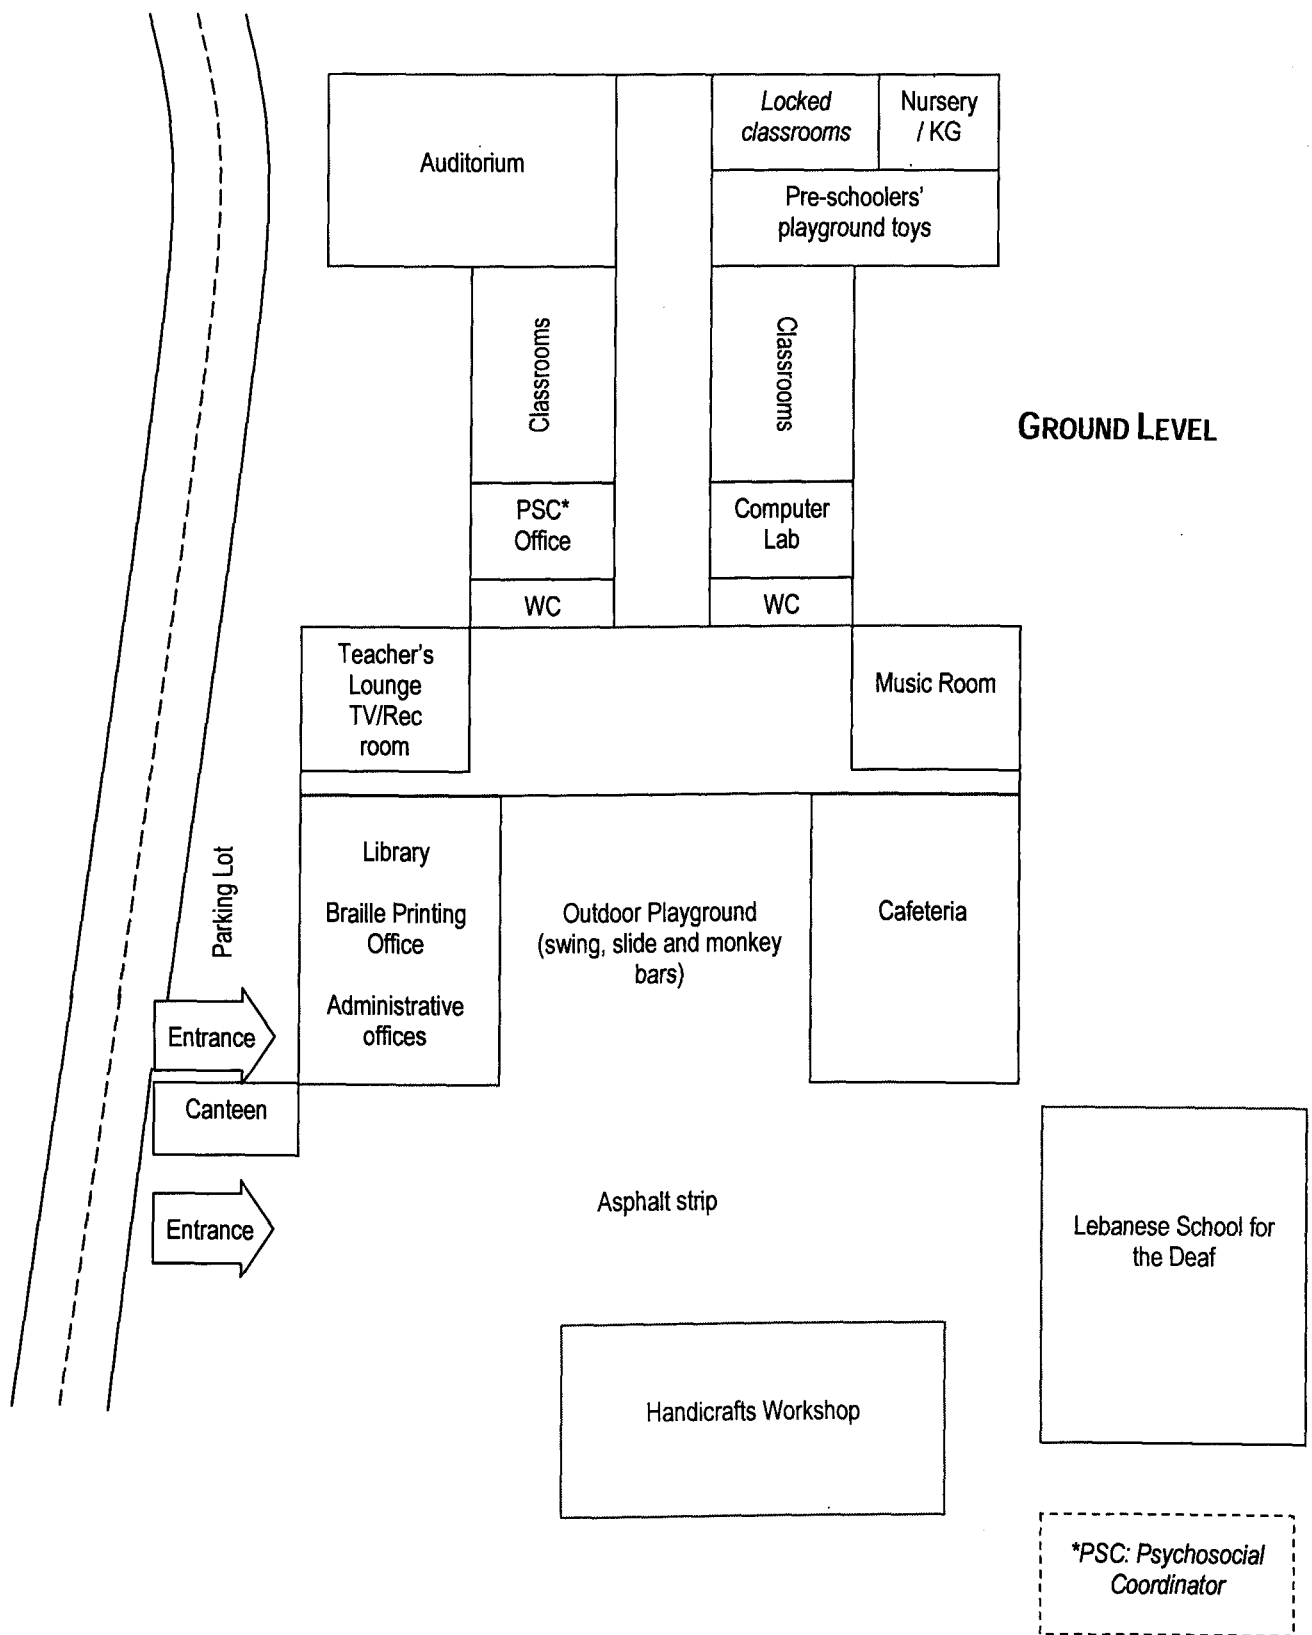 Auditorium
Locked
classrooms
Nursery
/ KG
Pre-schoolers'
playground toys
Classrooms
Classrooms
GROUND LEVEL
PSC*
Office
Computer
Lab
WC
WC
Teacher's
Lounge
TV/Rec
room
Music Room
Parking Lot
Library
Braille Printing
Office
Administrative
offices
Outdoor Playground
(swing, slide and monkey
bars)
Cafeteria
Entrance
Canteen
Entrance
Asphalt strip
Lebanese School for
the Deaf
Handicrafts Workshop
*PSC: Psychosocial
Coordinator